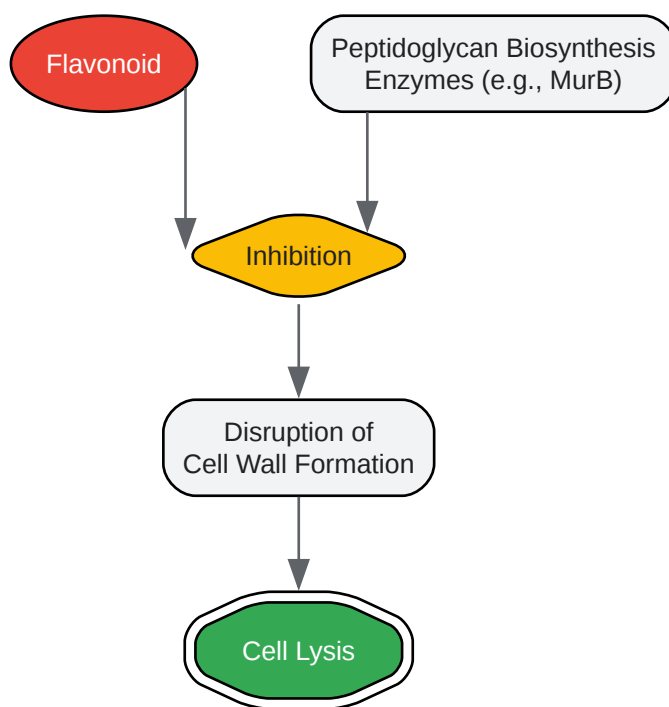 Flavonoid
Peptidoglycan Biosynthesis
Enzymes (e.g., MurB)
Inhibition
Disruption of
Cell Wall Formation
Cell Lysis